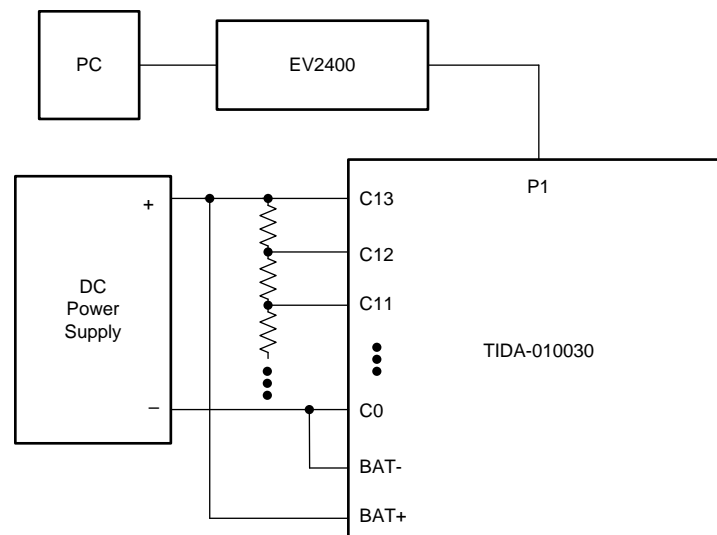 PC
EV2400
P1
+
C13
C12
DC
Power
Supply
C11
TIDA-010030
–
C0
BAT-
BAT+